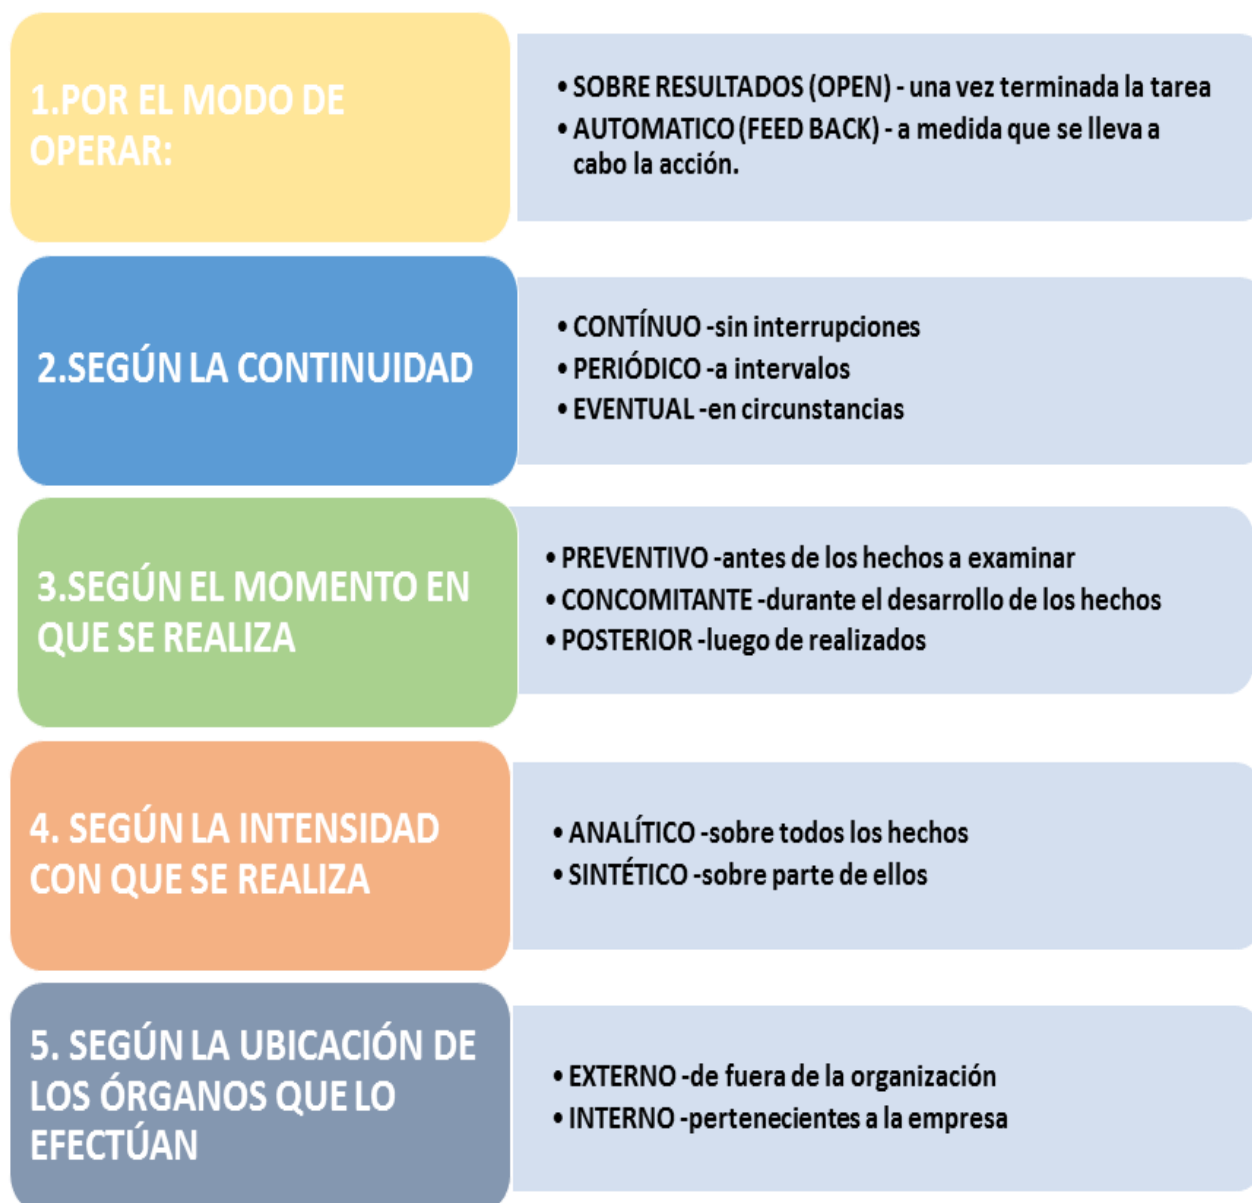 1.POR EL MODO DE
OPERAR:
• SOBRE RESULTADOS (OPEN) - una vez terminada la tarea
• AUTOMATICO (FEED BACK) - a medida que se lleva a
cabo la acción.
2.SEGÚN LA CONTINUIDAD
• CONTÍNUO -sin interrupciones
• PERIÓDICO -a intervalos
• EVENTUAL -en circunstancias
3.SEGÚN EL MOMENTO EN
QUE SE REALIZA
• PREVENTIVO -antes de los hechos a examinar
• CONCOMITANTE -durante el desarrollo de los hechos
• POSTERIOR -luego de realizados
4. SEGÚN LA INTENSIDAD
CON QUE SE REALIZA
• ANALÍTICO -sobre todos los hechos
• SINTÉTICO -sobre parte de ellos
5. SEGÚN LA UBICACIÓN DE
LOS ÓRGANOS QUE LO
EFECTÚAN
• EXTERNO -de fuera de la organización
• INTERNO -pertenecientes a la empresa